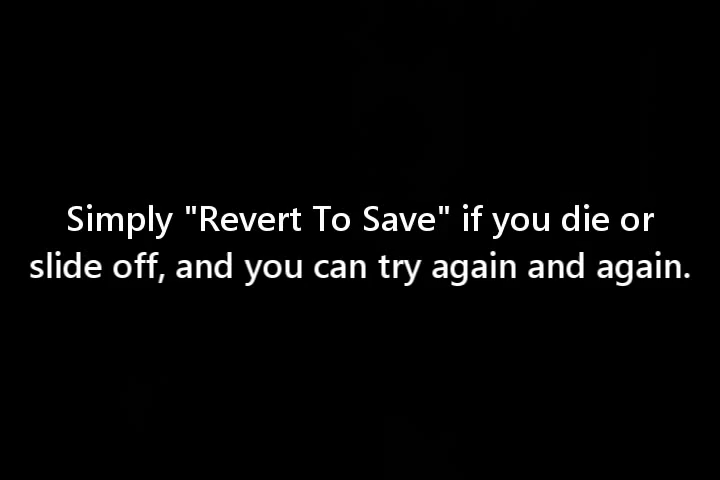 Simply "Revert To Save" if you die or
slide off, and you can try again and again.